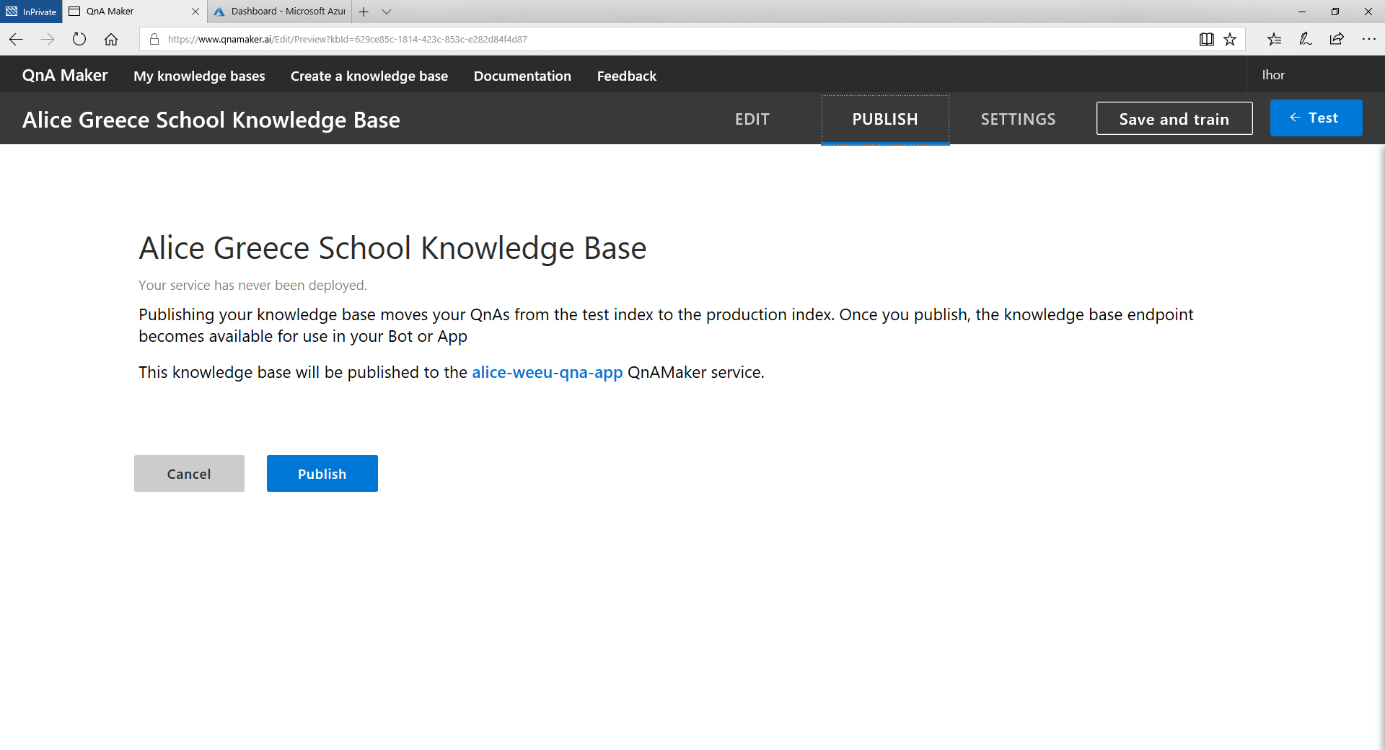 InPrivate QnA Maker Dashboard - Microsoft Azu
https://www.qnamaker.ai/Edit/Preview?kbId=629ce85c-1814-423c-853c-e282d84f4d87
QnA Maker My knowledge bases Create a knowledge base Documentation Feedback Ihor
Alice Greece School Knowledge Base EDIT PUBLISH SETTINGS Save and train ← Test
Alice Greece School Knowledge Base
Your service has never been deployed.
Publishing your knowledge base moves your QnAs from the test index to the production index. Once you publish, the knowledge base endpoint
becomes available for use in your Bot or App
This knowledge base will be published to the alice-weeu-qna-app QnAMaker service.
Cancel Publish